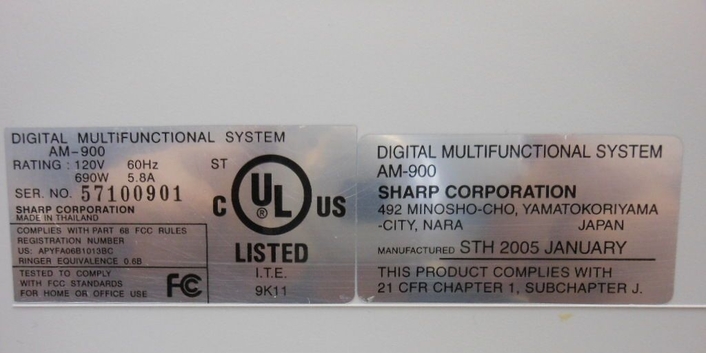 DIGITAL MULTIFUNCTIONAL SYSTEM
AM-900
RATING : 120V 60Hz ST
690W 5.8A
SER. NO. 57100901
SHARP CORPORATION
MADE IN THAILAND
COMPLIES WITH PART 68 FCC RULES
REGISTRATION NUMBER
US: APYFA06B1013BC
RINGER EQUIVALENCE 0.6B
TESTED TO COMPLY
WITH FCC STANDARDS
FOR HOME OR OFFICE USE
FC
C UL ® US
LISTED
I.T.E.
9K11
DIGITAL MULTIFUNCTIONAL SYSTEM
AM-900
SHARP CORPORATION
492 MINOSHO-CHO, YAMATOKORIYAMA
-CITY, NARA JAPAN
MANUFACTURED STH 2005 JANUARY
THIS PRODUCT COMPLIES WITH
21 CFR CHAPTER 1, SUBCHAPTER J.